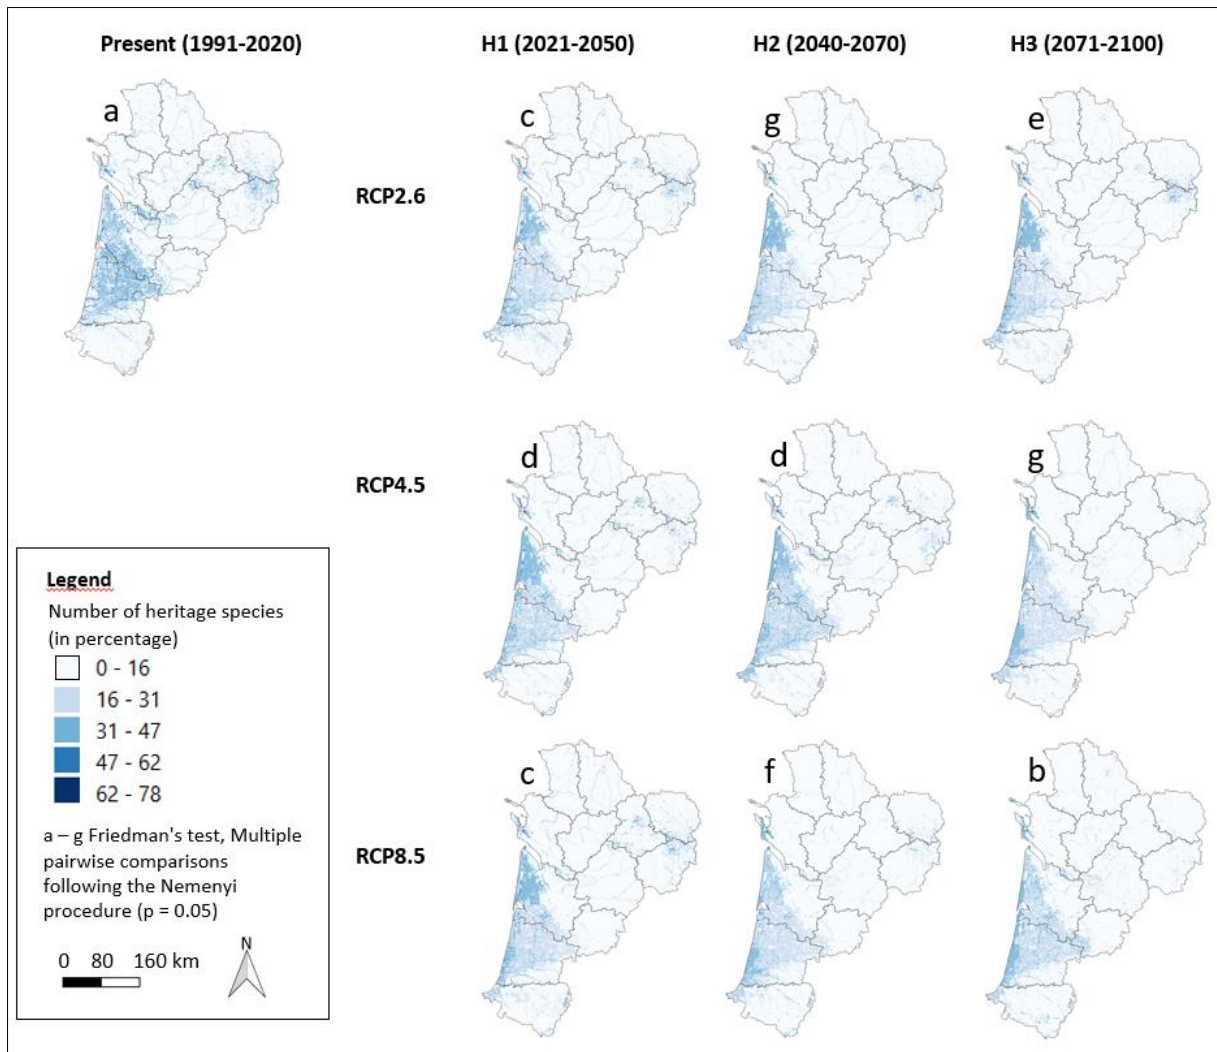 Present (1991-2020)
H1 (2021-2050)
H2 (2040-2070)
H3 (2071-2100)
a
c
g
e
RCP2.6
d
d
g
RCP4.5
c
f
b
RCP8.5
Legend
Number of heritage species
(in percentage)
0 - 16
16 - 31
31 - 47
47 - 62
62 - 78
a – g Friedman's test, Multiple
pairwise comparisons
following the Nemenyi
procedure (p = 0.05)
0 80 160 km
N